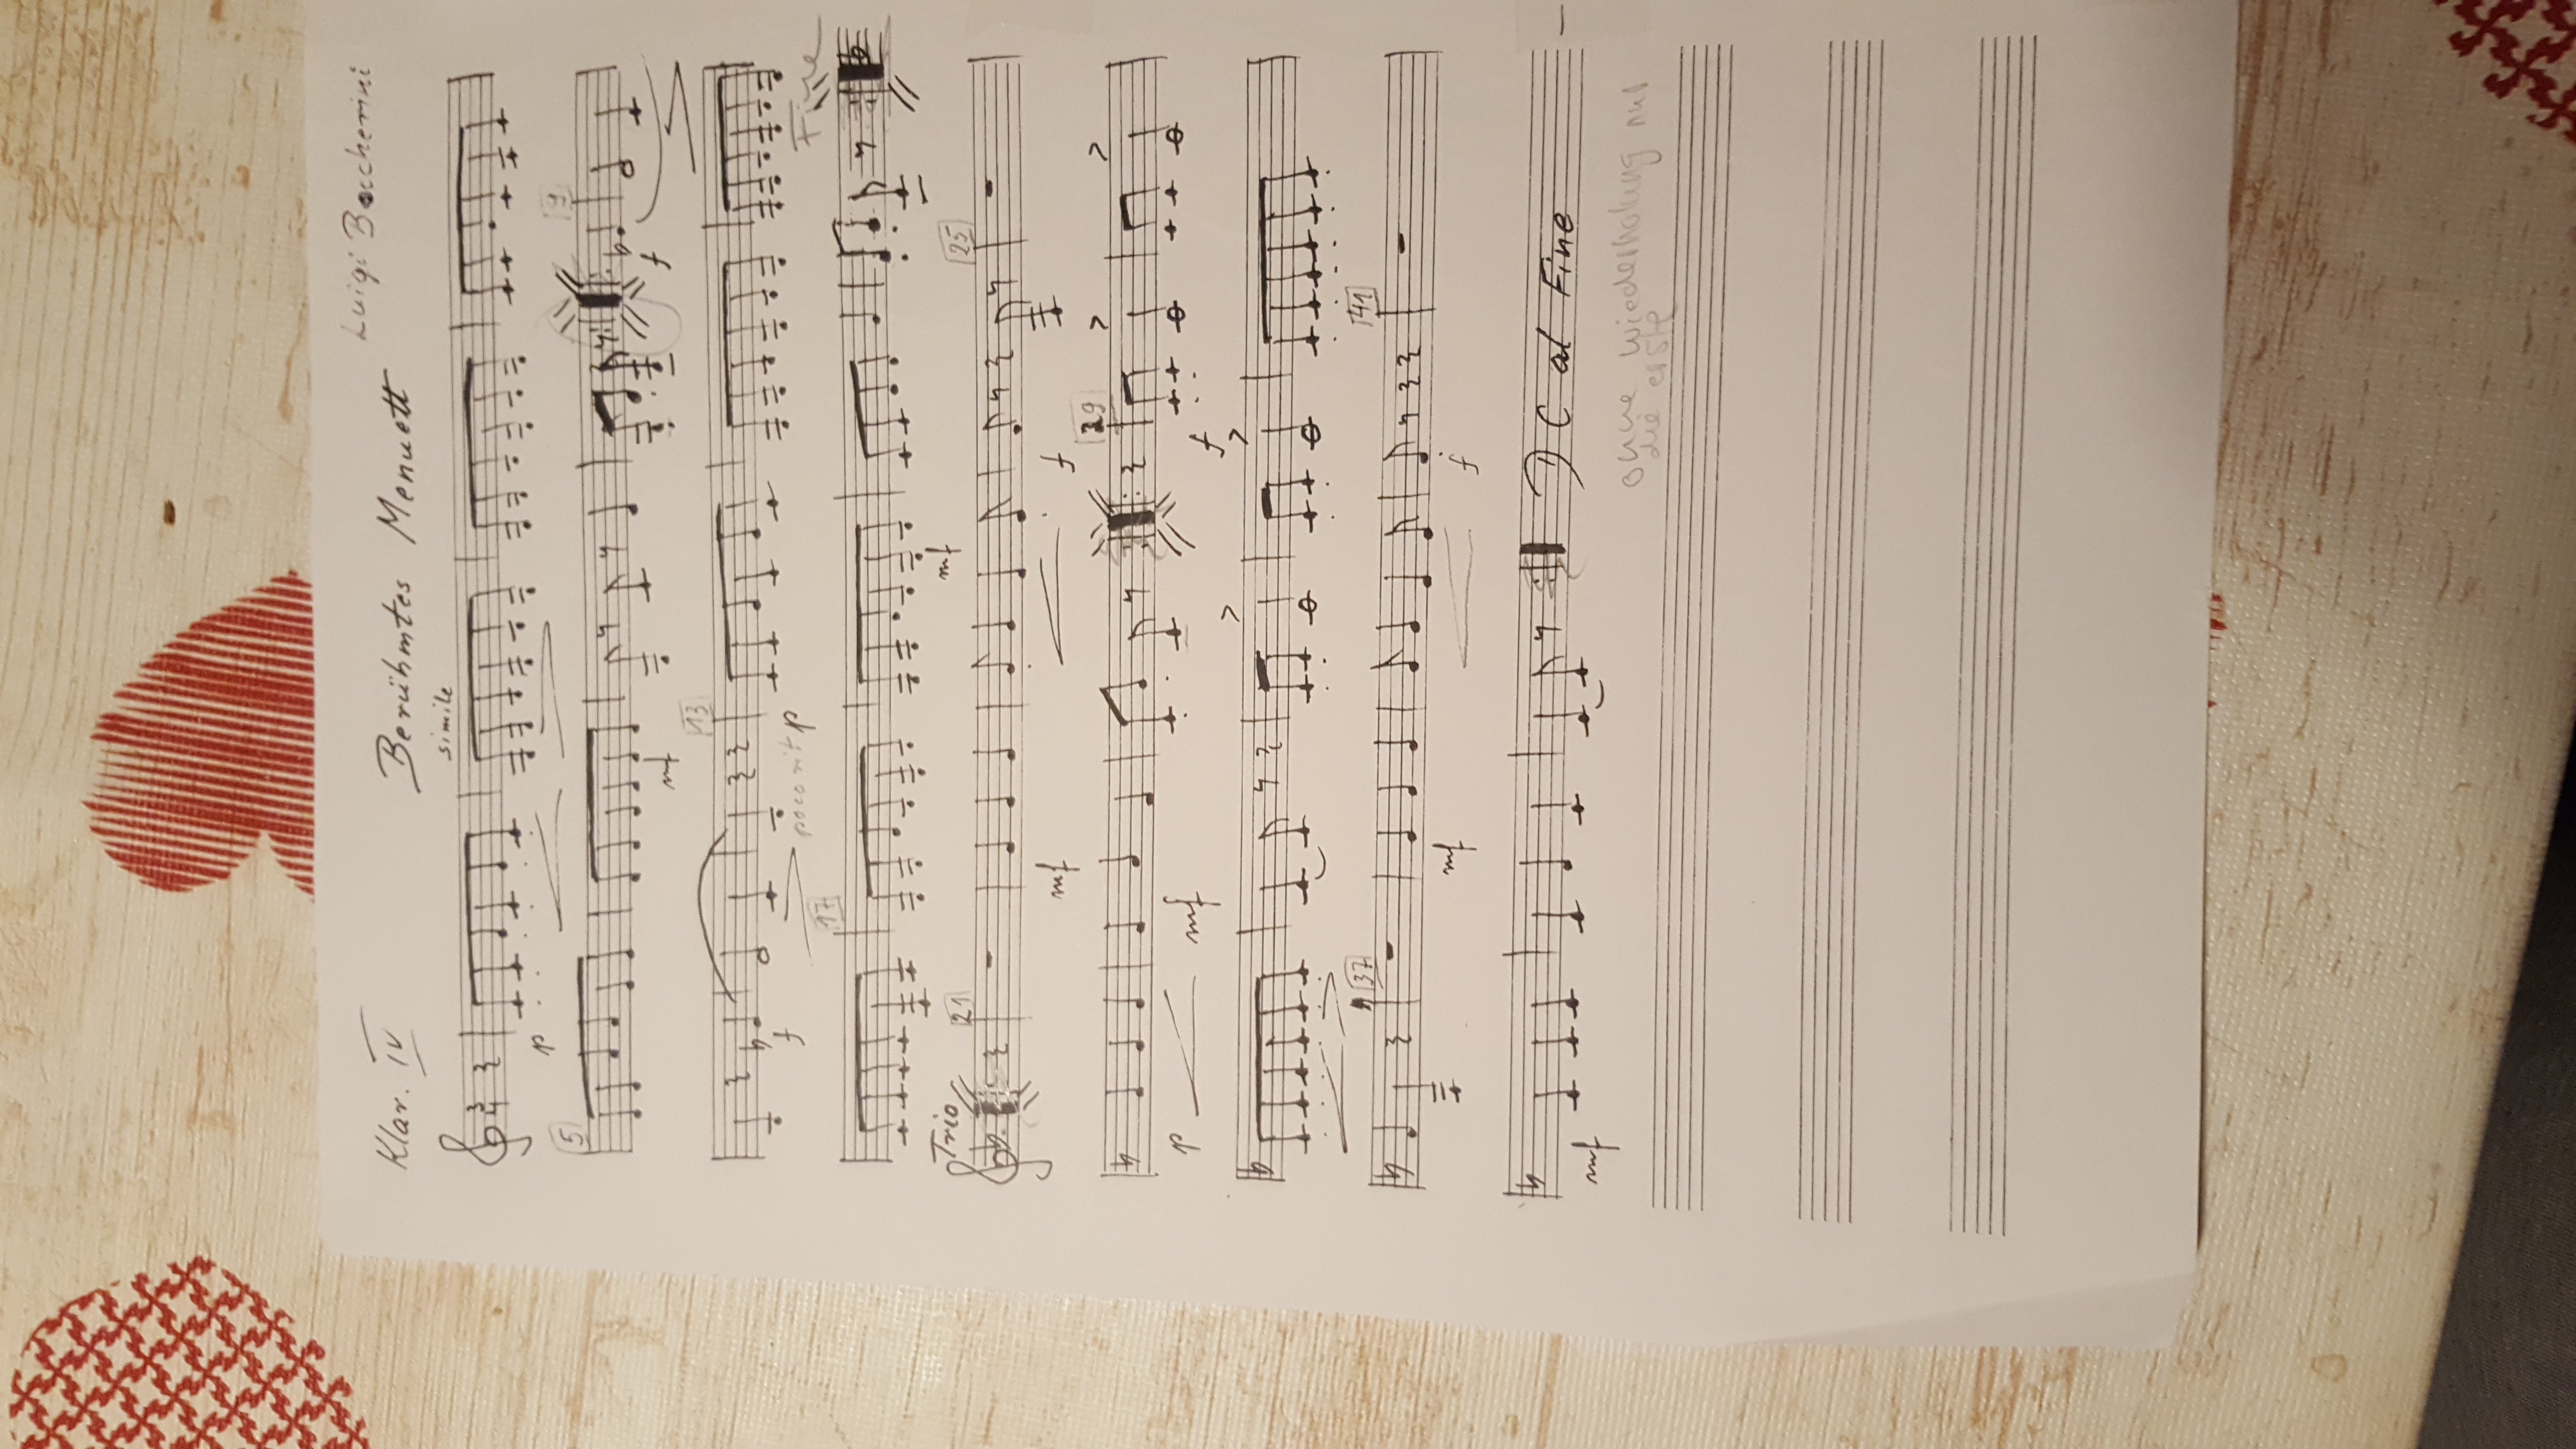 Luigi Boccherini
Klar. IV Berühmtes Menuett
simile
3
4
p
5 9
mf f
13
f poco rit p
Fine
17
mf
Trio
21 25
mf f
29
p mf f
37 41
mf f
mf D C al Fine
ohne wiederholung nur
die erste